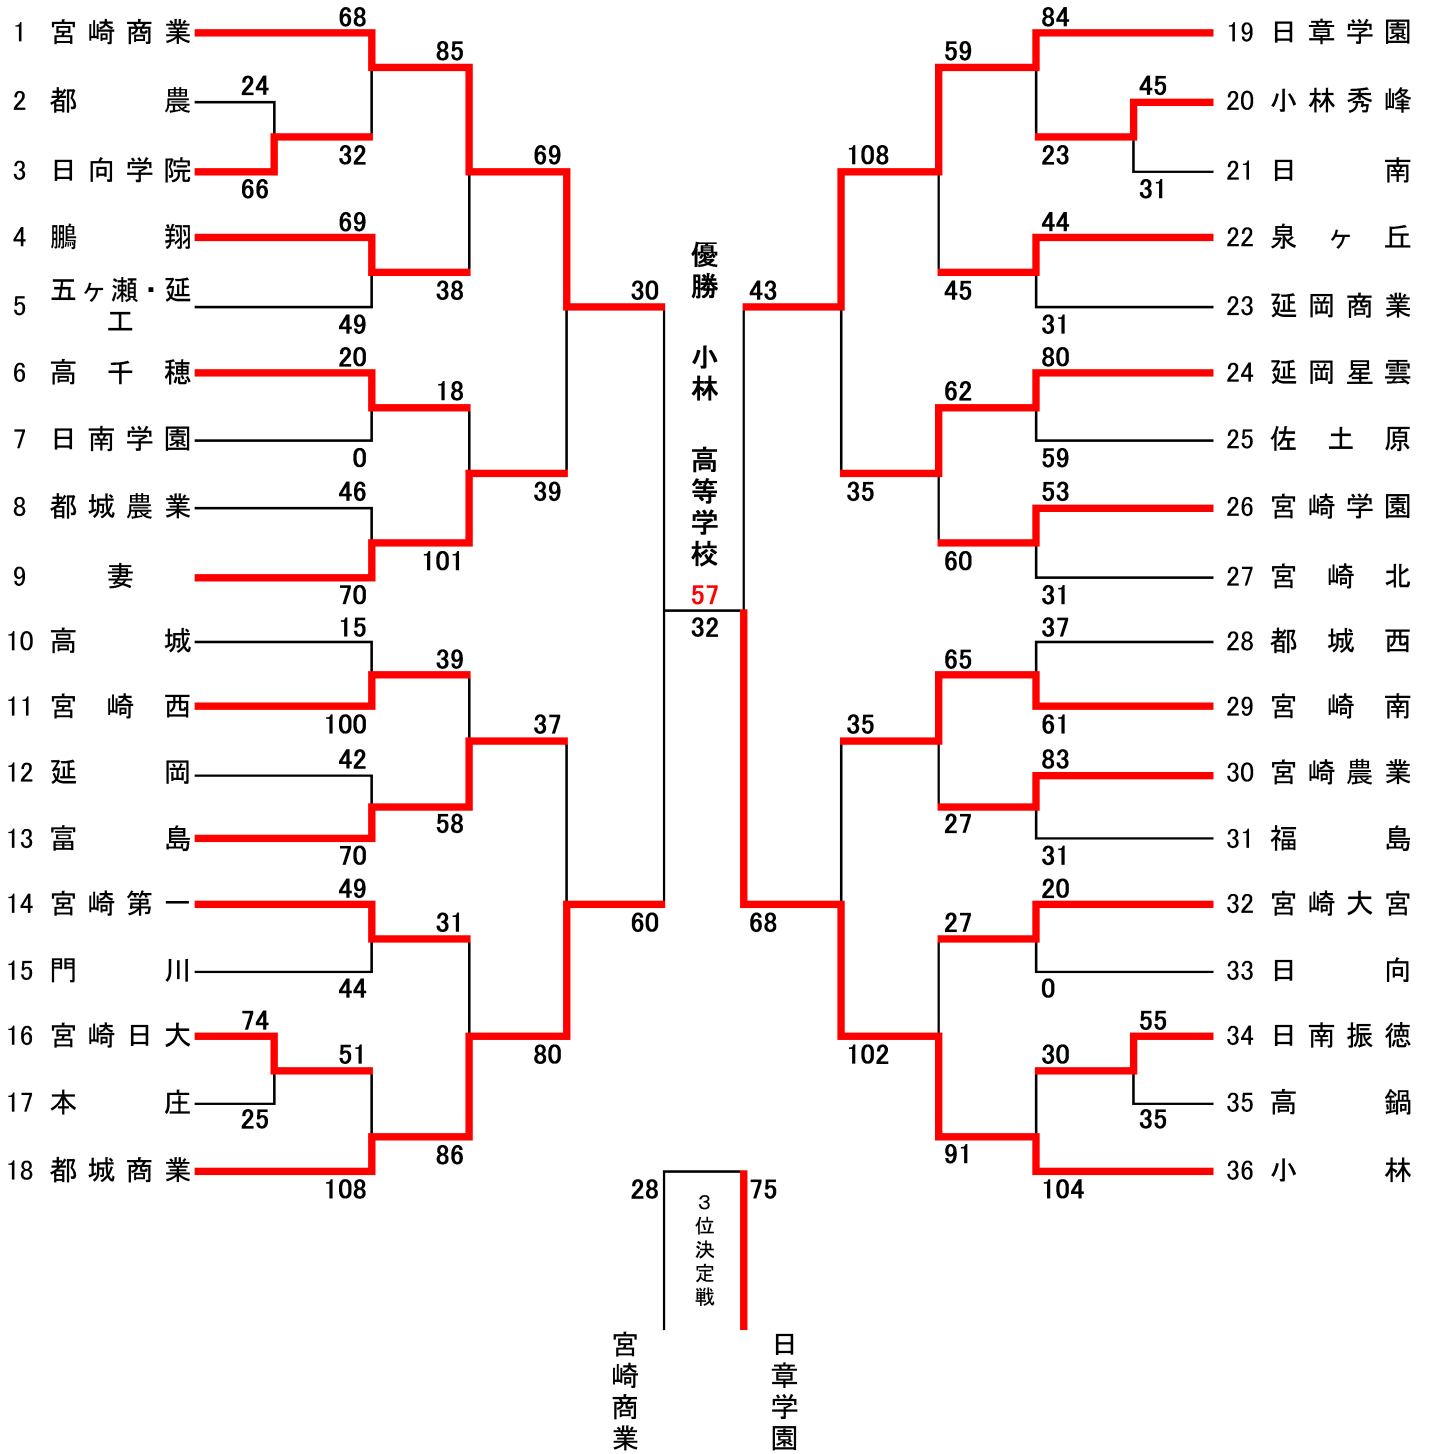 1 宮崎商業
2 都農
3 日向学院
4 鵬翔
5 五ヶ瀬・延
工
6 高千穂
7 日南学園
8 都城農業
9 妻
10 高城
11 宮崎西
12 延岡
13 富島
14 宮崎第一
15 門川
16 宮崎日大
17 本庄
18 都城商業
68
24
66
32
69
49
20
0
46
70
15
100
42
70
49
44
74
25
51
108
85
38
18
101
39
58
31
86
69
39
37
80
30
60
優勝 小林 高等学校
57
32
43
68
108
35
35
102
59
45
62
60
65
27
27
91
84
23
45
31
44
31
80
59
53
31
37
61
83
31
20
0
30
55
35
104
19 日章学園
20 小林秀峰
21 日南
22 泉ヶ丘
23 延岡商業
24 延岡星雲
25 佐土原
26 宮崎学園
27 宮崎北
28 都城西
29 宮崎南
30 宮崎農業
31 福島
32 宮崎大宮
33 日向
34 日南振徳
35 高鍋
36 小林
28
3位決定戦
75
宮崎商業
日章学園